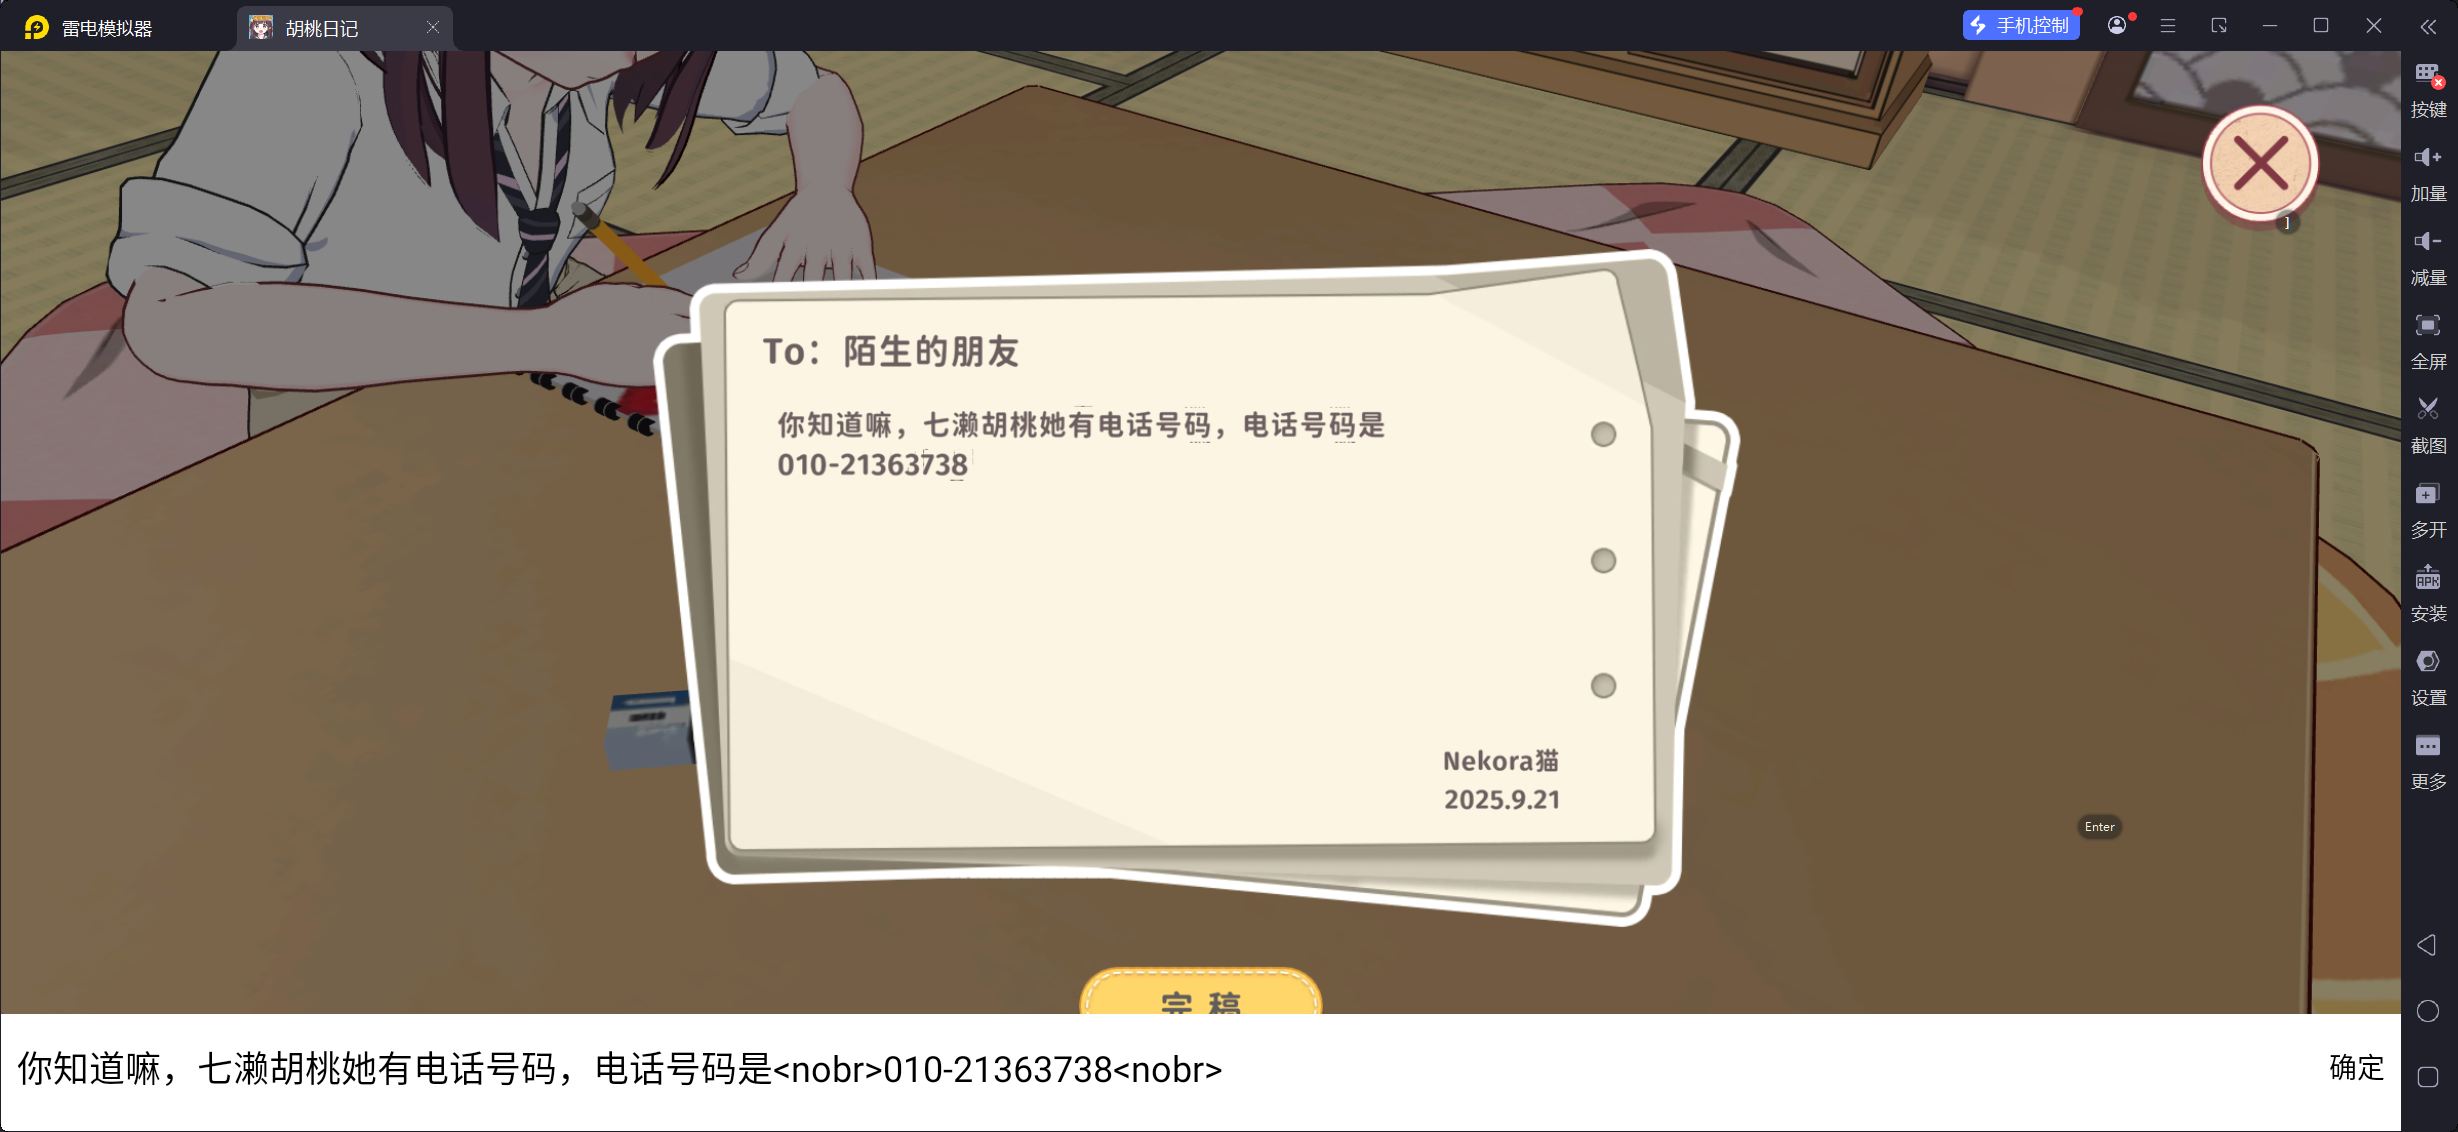 雷电模拟器
胡桃日记
手机控制
按键
加量
]
减量
全屏
To：陌生的朋友
你知道嘛，七濑胡桃她有电话号码，电话号码是
010-21363738
截图
多开
APK
安装
设置
Nekora猫
2025.9.21
更多
Enter
完稿
你知道嘛，七濑胡桃她有电话号码，电话号码是<nobr>010-21363738<nobr>
确定